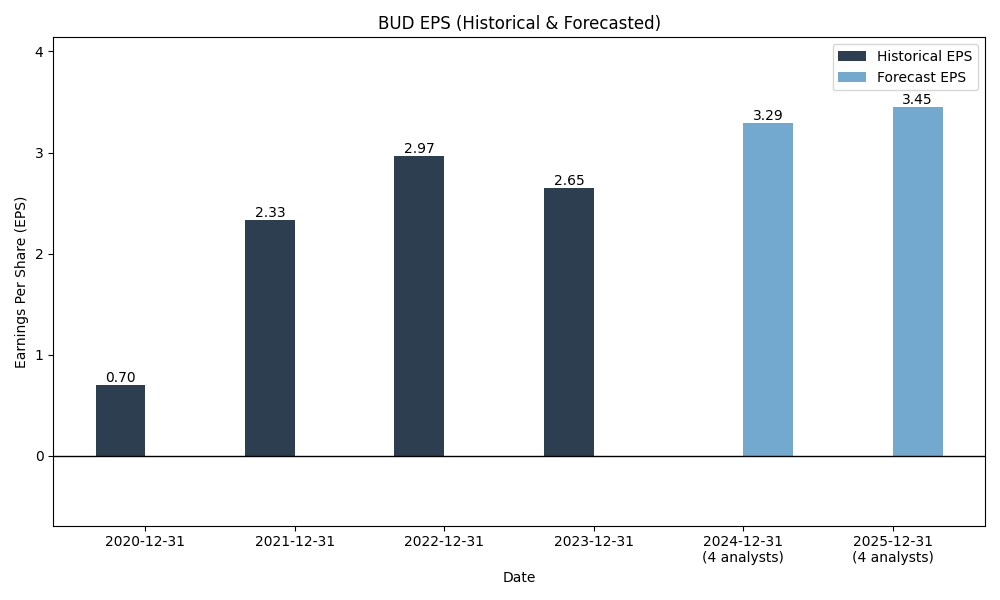 BUD EPS (Historical & Forecasted)
Historical EPS
Forecast EPS
Earnings Per Share (EPS)
4
3
2
1
0
0.70
2.33
2.97
2.65
3.29
3.45
2020-12-31
2021-12-31
2022-12-31
2023-12-31
2024-12-31
(4 analysts)
2025-12-31
(4 analysts)
Date